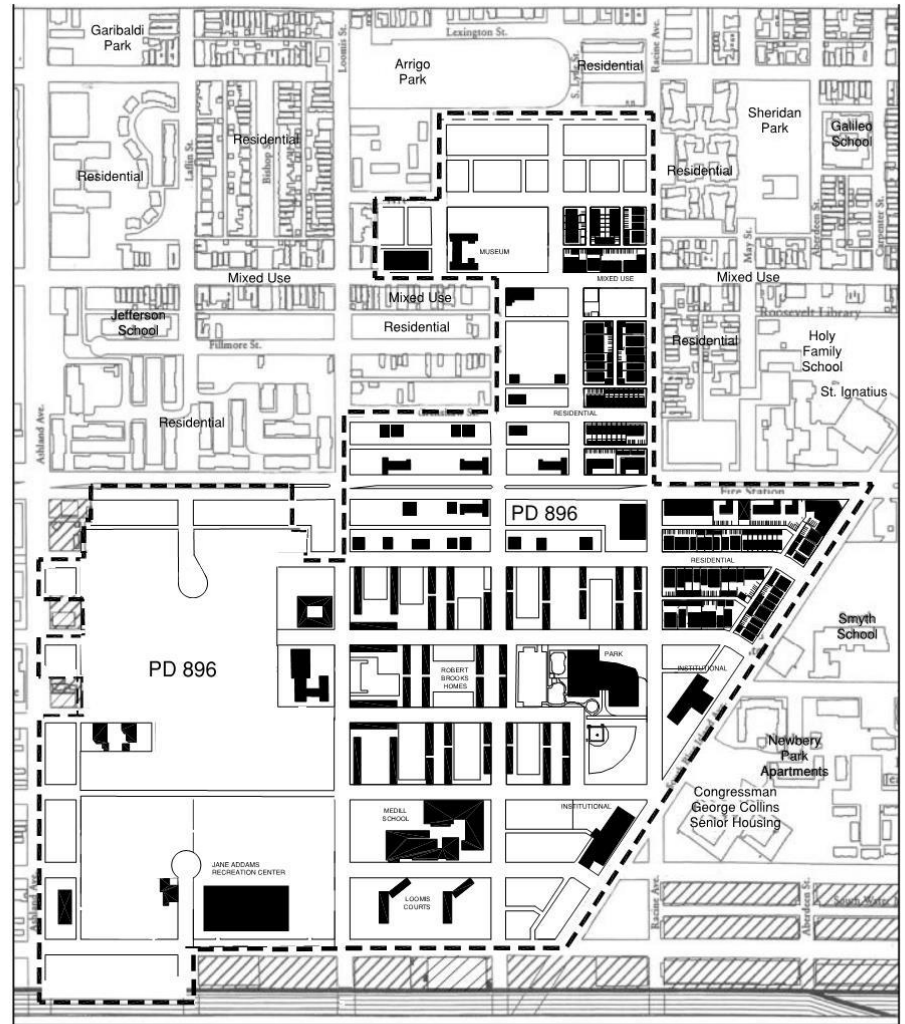 Lexington St.
Garibaldi
Park
Loomis St.
Racine Ave.
Arrigo
Park
Residential
Sheridan
Park
Galileo
School
Residential
Laflin St.
Residential
Residential
Aberdeen St.
Carpenter St.
May St.
MUSEUM
Mixed Use
MIXED USE
Mixed Use
Mixed Use
Jefferson
School
Residential
Roosevelt Library
Fillmore St.
Residential
Holy
Family
School
St. Ignatius
Ashland Ave.
Residential
RESIDENTIAL
Fire Station
PD 896
RESIDENTIAL
Smyth
School
PARK
PD 896
ROBERT
BROOKS
HOMES
INSTITUTIONAL
Newbery
Park
Apartments
Congressman
George Collins
Senior Housing
MEDILL
SCHOOL
INSTITUTIONAL
JANE ADDAMS
RECREATION CENTER
LOOMIS
COURTS
Ashland Ave.
Racine Ave.
Aberdeen St.